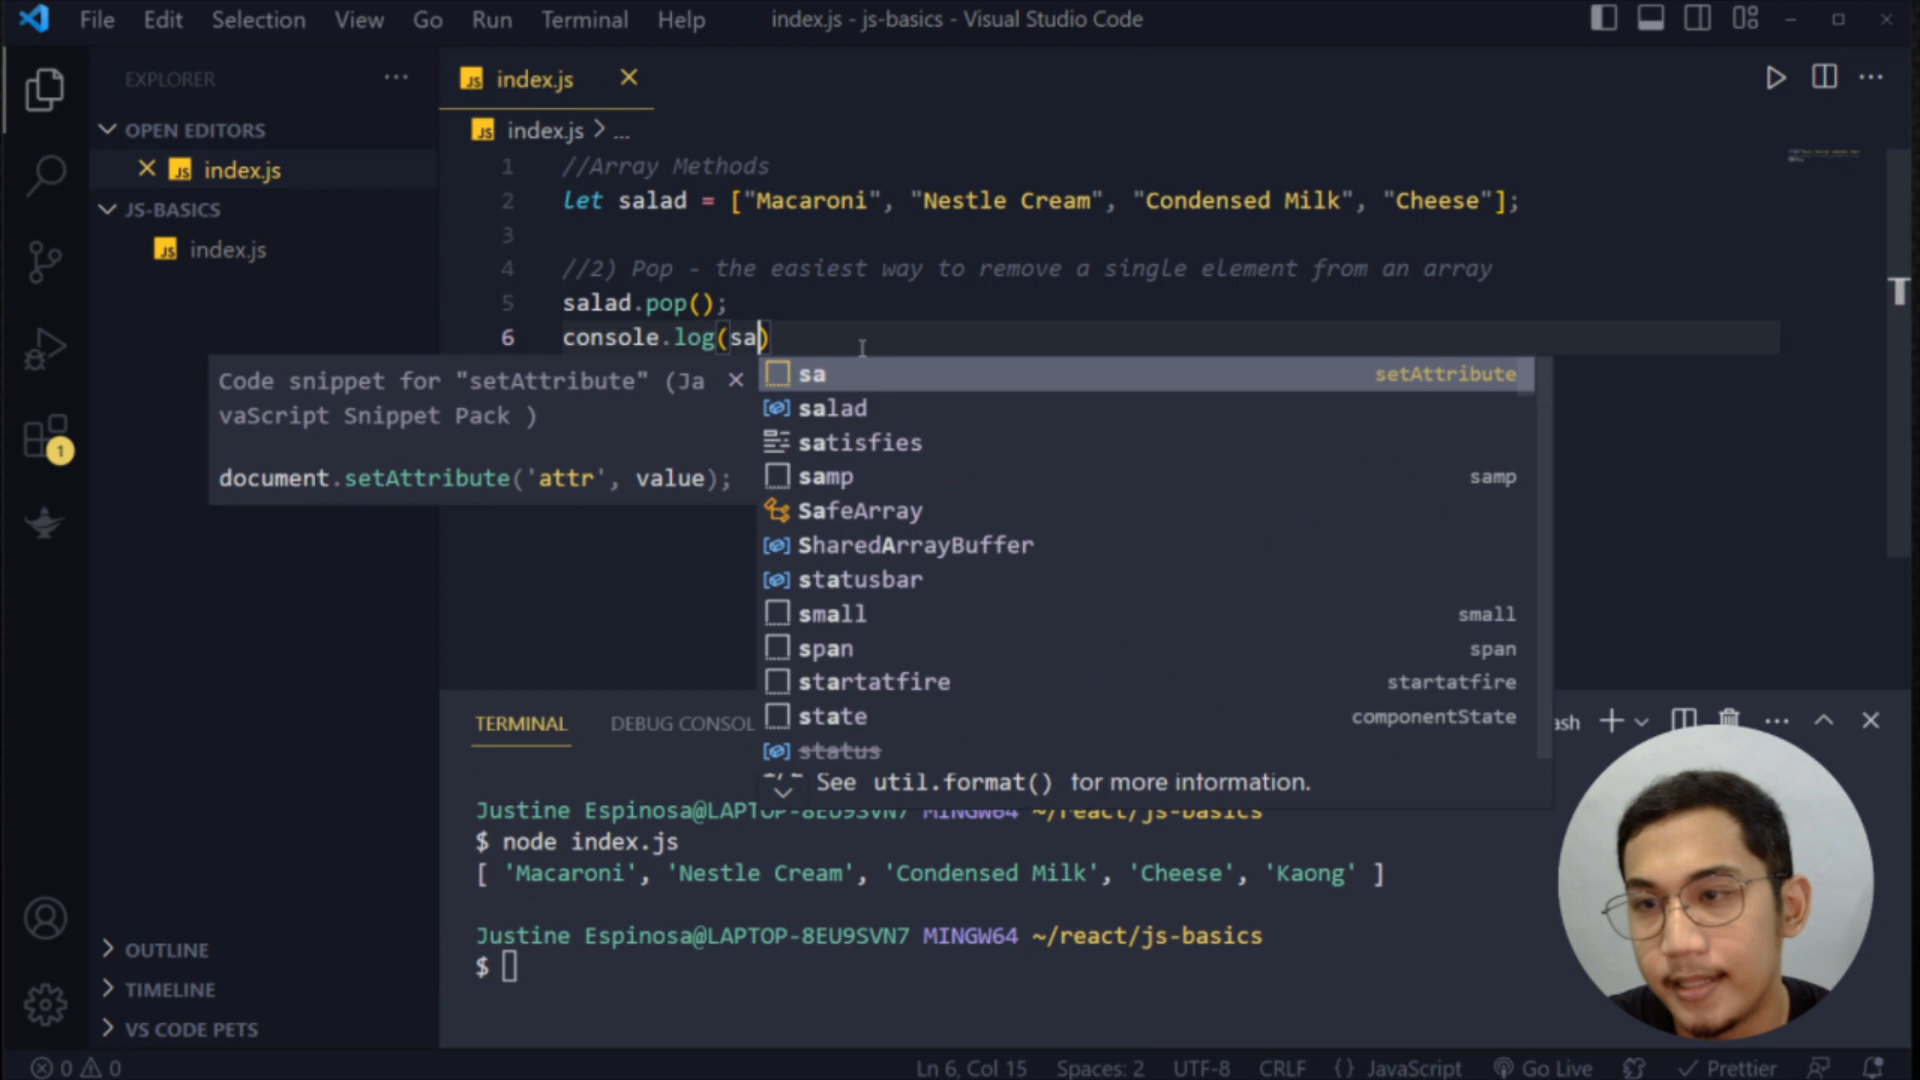 File Edit Selection View Go Run Terminal Help index.js - js-basics - Visual Studio Code
EXPLORER
index.js
OPEN EDITORS
index.js > ...
index.js
JS-BASICS
index.js
1 //Array Methods
2 let salad = ["Macaroni", "Nestle Cream", "Condensed Milk", "Cheese"];
3
4 //2) Pop - the easiest way to remove a single element from an array
5 salad.pop();
6 console.log(sa)
Code snippet for "setAttribute" (Ja
vaScript Snippet Pack )
document.setAttribute('attr', value);
sa setAttribute
salad
satisfies
samp samp
SafeArray
SharedArrayBuffer
statusbar
small small
span span
startatfire startatfire
state componentState
status
See util.format() for more information.
TERMINAL DEBUG CONSOL ash
Justine Espinosa@LAPTOP-8EU9SVN7 MINGW64 ~/react/js-basics
$ node index.js
[ 'Macaroni', 'Nestle Cream', 'Condensed Milk', 'Cheese', 'Kaong' ]
Justine Espinosa@LAPTOP-8EU9SVN7 MINGW64 ~/react/js-basics
$
1
OUTLINE
TIMELINE
VS CODE PETS
0 0 Ln 6, Col 15 Spaces: 2 UTF-8 CRLF {} JavaScript Go Live Prettier